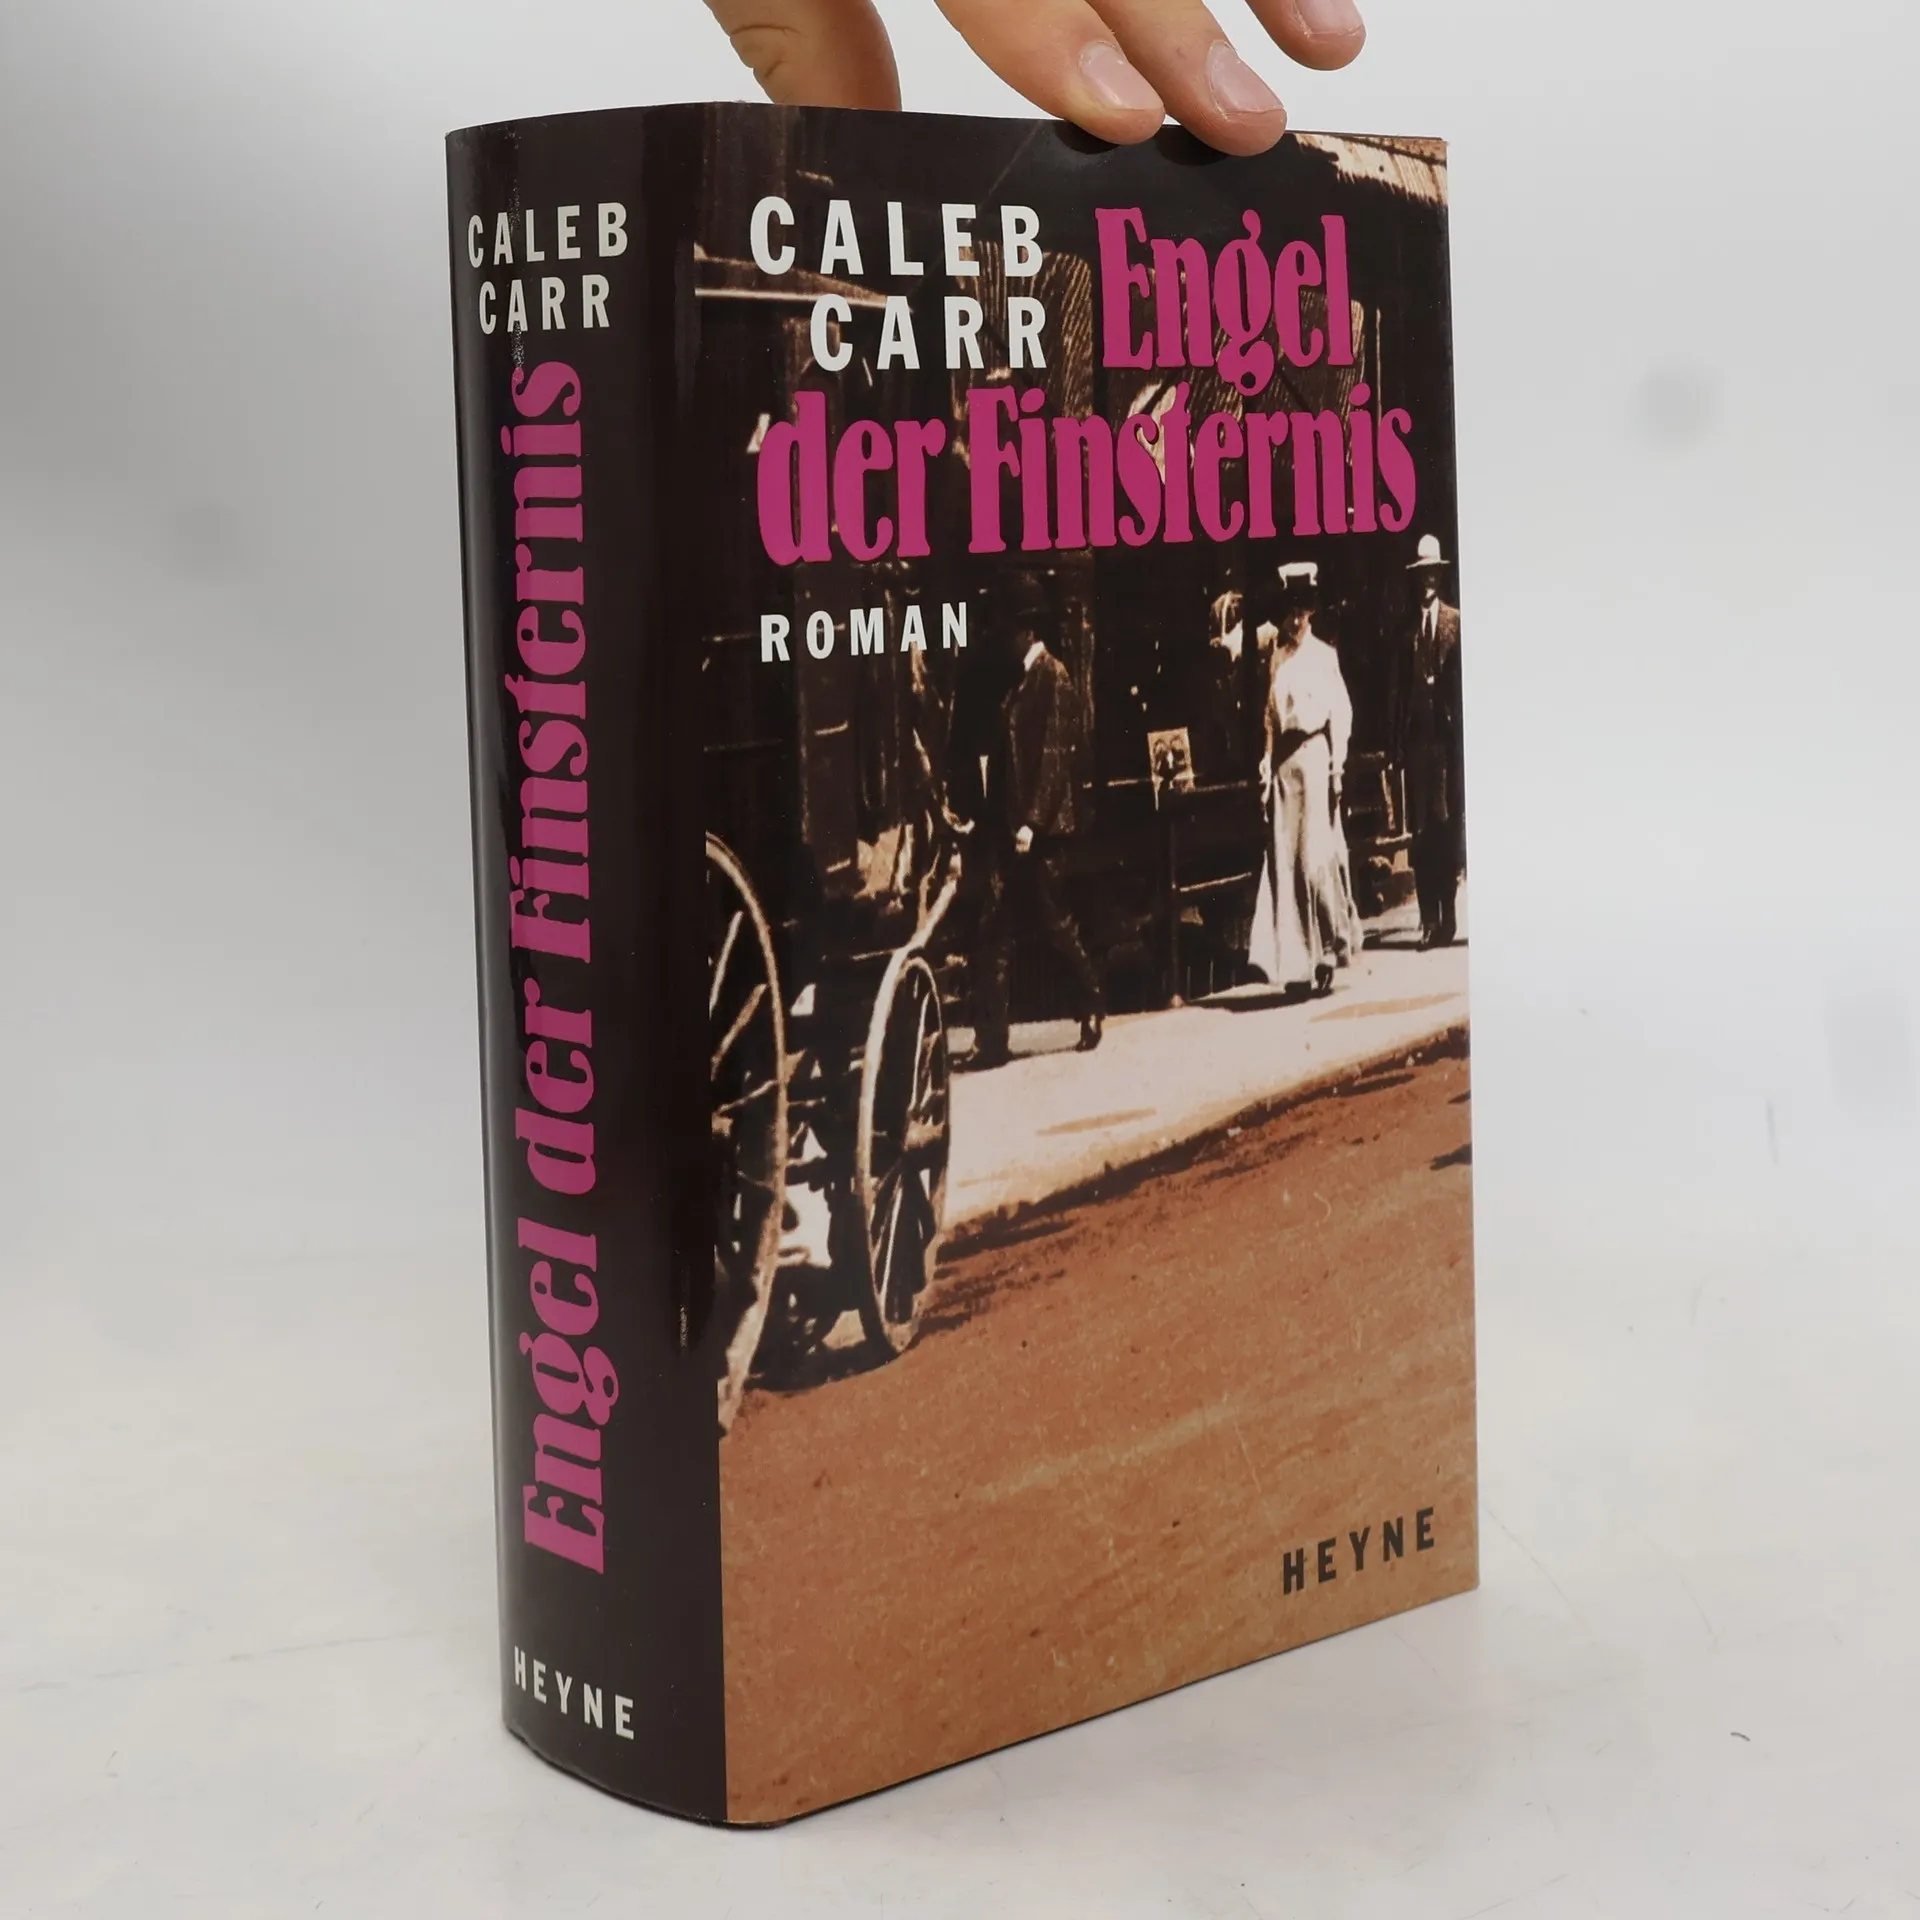 CALEB
CARR
Engel der Finsternis
HEYNE
CALEB
CARR
Engel
der Finsternis
ROMAN
HEYNE